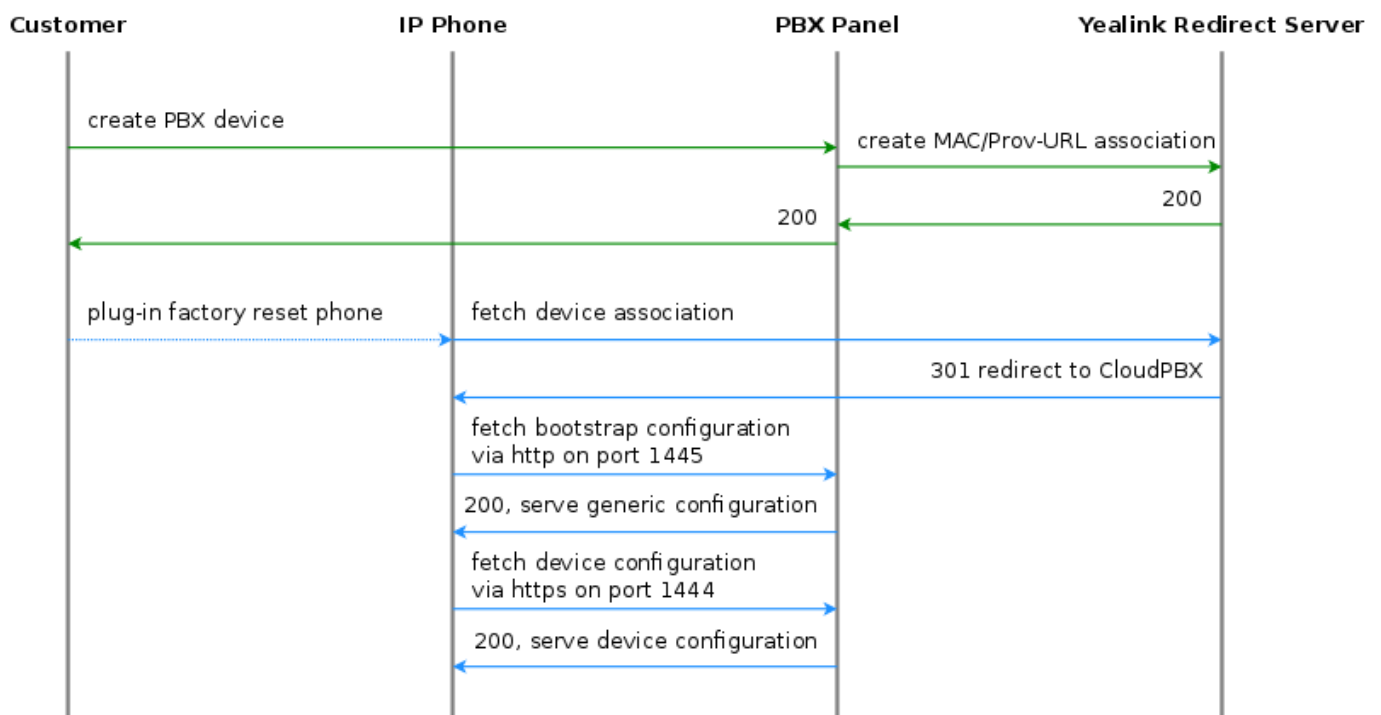 Customer
IP Phone
PBX Panel
Yealink Redirect Server
create PBX device
create MAC/Prov-URL association
200
200
plug-in factory reset phone
fetch device association
301 redirect to CloudPBX
fetch bootstrap configuration
via http on port 1445
200, serve generic configuration
fetch device configuration
via https on port 1444
200, serve device configuration